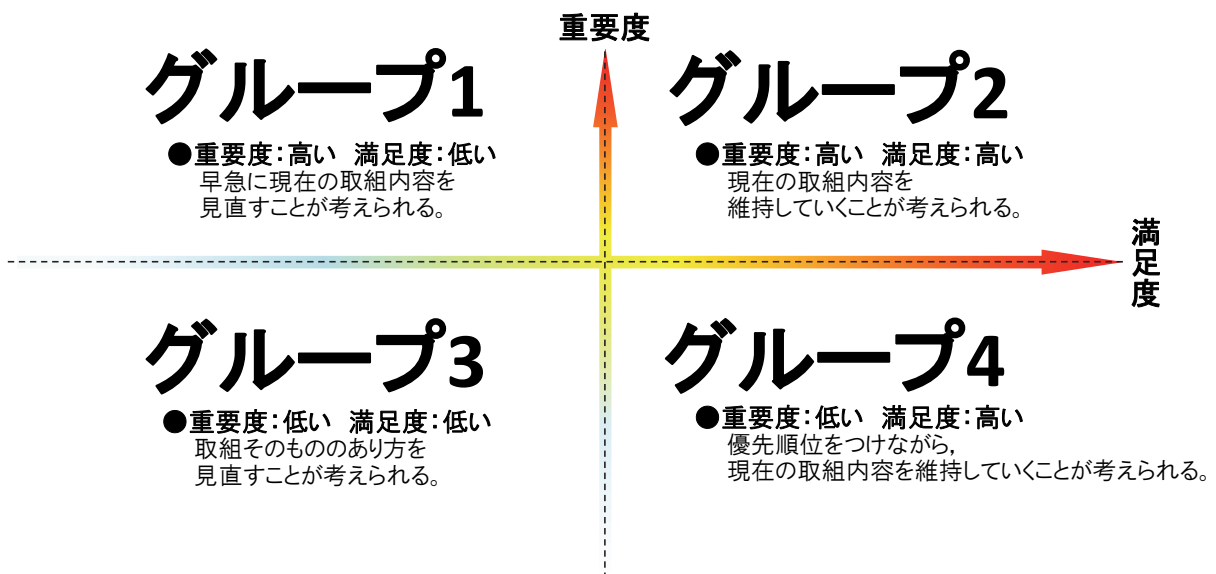 重要度
グループ1
●重要度：高い　満足度：低い
早急に現在の取組内容を
見直すことが考えられる。
グループ2
●重要度：高い　満足度：高い
現在の取組内容を
維持していくことが考えられる。
満足度
グループ3
●重要度：低い　満足度：低い
取組そのもののあり方を
見直すことが考えられる。
グループ4
●重要度：低い　満足度：高い
優先順位をつけながら，
現在の取組内容を維持していくことが考えられる。